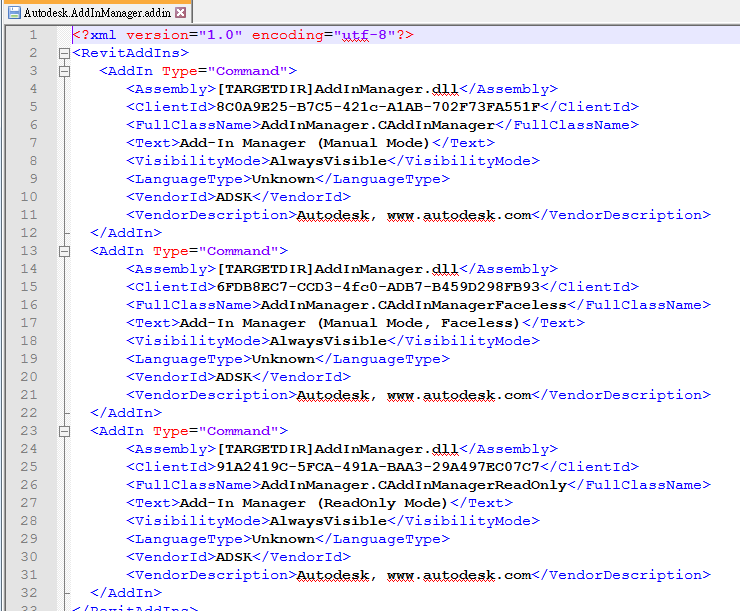 Autodesk.AddInManager.addin
1 <?xml version="1.0" encoding="utf-8"?>
2 <RevitAddIns>
3 <AddIn Type="Command">
4 <Assembly>[TARGETDIR]AddInManager.dll</Assembly>
5 <ClientId>8C0A9E25-B7C5-421c-A1AB-702F73FA551F</ClientId>
6 <FullClassName>AddInManager.CAddInManager</FullClassName>
7 <Text>Add-In Manager (Manual Mode)</Text>
8 <VisibilityMode>AlwaysVisible</VisibilityMode>
9 <LanguageType>Unknown</LanguageType>
10 <VendorId>ADSK</VendorId>
11 <VendorDescription>Autodesk, www.autodesk.com</VendorDescription>
12 </AddIn>
13 <AddIn Type="Command">
14 <Assembly>[TARGETDIR]AddInManager.dll</Assembly>
15 <ClientId>6FDB8EC7-CCD3-4fc0-ADB7-B459D298FB93</ClientId>
16 <FullClassName>AddInManager.CAddInManagerFaceless</FullClassName>
17 <Text>Add-In Manager (Manual Mode, Faceless)</Text>
18 <VisibilityMode>AlwaysVisible</VisibilityMode>
19 <LanguageType>Unknown</LanguageType>
20 <VendorId>ADSK</VendorId>
21 <VendorDescription>Autodesk, www.autodesk.com</VendorDescription>
22 </AddIn>
23 <AddIn Type="Command">
24 <Assembly>[TARGETDIR]AddInManager.dll</Assembly>
25 <ClientId>91A2419C-5FCA-491A-BAA3-29A497EC07C7</ClientId>
26 <FullClassName>AddInManager.CAddInManagerReadOnly</FullClassName>
27 <Text>Add-In Manager (ReadOnly Mode)</Text>
28 <VisibilityMode>AlwaysVisible</VisibilityMode>
29 <LanguageType>Unknown</LanguageType>
30 <VendorId>ADSK</VendorId>
31 <VendorDescription>Autodesk, www.autodesk.com</VendorDescription>
32 </AddIn>
33 </RevitAddIns>